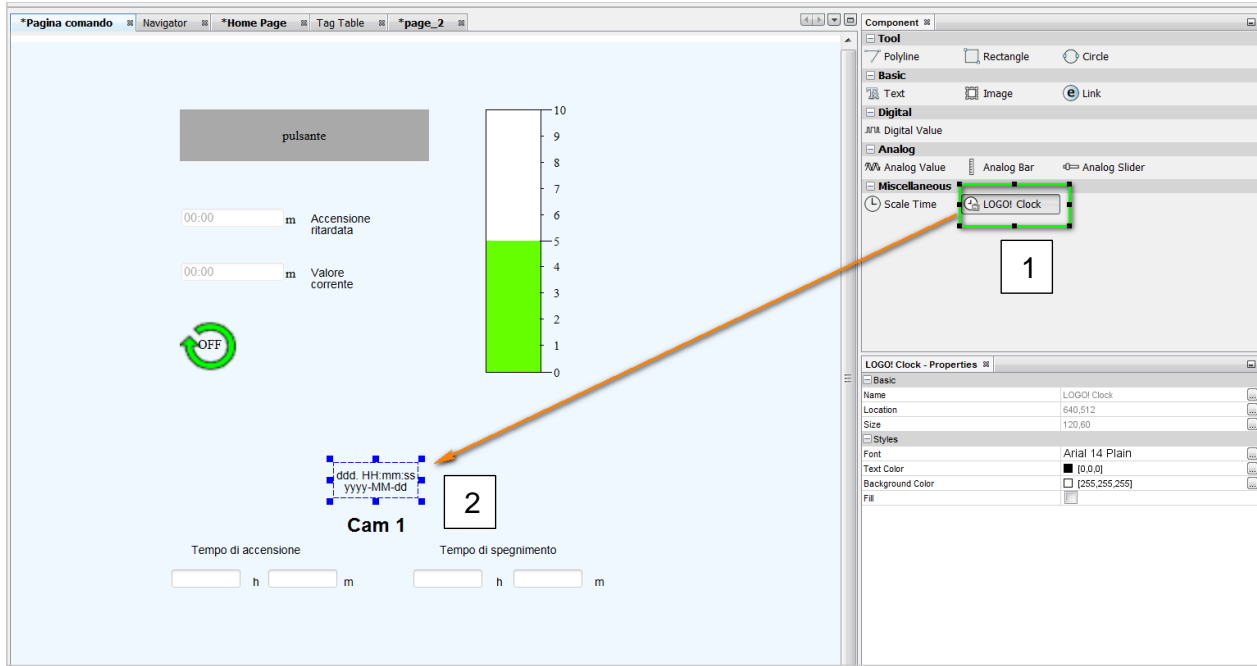 *Pagina comando
Navigator
*Home Page
Tag Table
*page_2
pulsante
10
9
8
7
6
5
4
3
2
1
0
00:00 m Accensione
ritardata
00:00 m Valore
corrente
OFF
ddd. HH:mm:ss
yyyy-MM-dd
2
Cam 1
Tempo di accensione
Tempo di spegnimento
h m
h m
Component
Tool
Polyline Rectangle Circle
Basic
Text Image Link
Digital
Digital Value
Analog
Analog Value Analog Bar Analog Slider
Miscellaneous
Scale Time LOGO! Clock
1
LOGO! Clock - Properties
Basic
Name LOGO! Clock
Location 640,512
Size 120,60
Styles
Font Arial 14 Plain
Text Color [0,0,0]
Background Color [255,255,255]
Fill